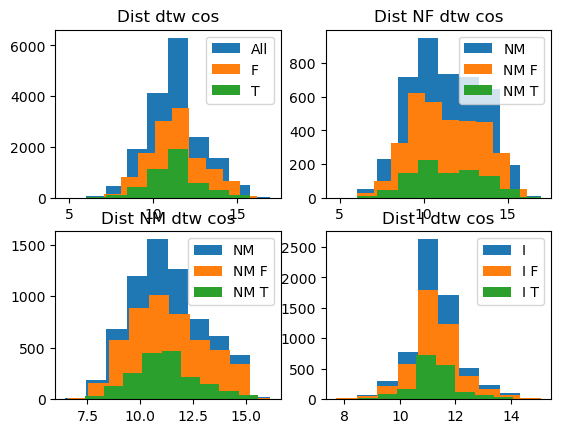 Dist dtw cos
6000
4000
2000
0
5
10
15
All
F
T
Dist NF dtw cos
800
600
400
200
0
5
10
15
NM
NM F
NM T
Dist NM dtw cos
1500
1000
500
0
7.5
10.0
12.5
15.0
NM
NM F
NM T
Dist I dtw cos
2500
2000
1500
1000
500
0
8
10
12
14
I
I F
I T